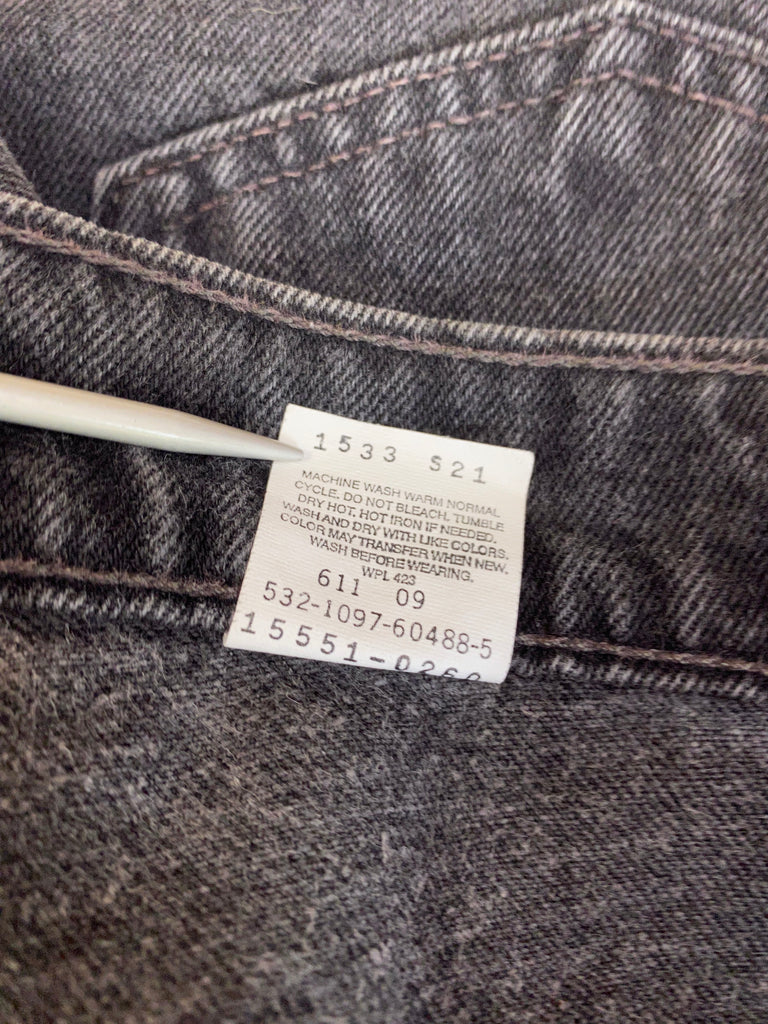 1533 S21
MACHINE WASH WARM NORMAL
CYCLE. DO NOT BLEACH. TUMBLE
DRY HOT. HOT IRON IF NEEDED.
WASH AND DRY WITH LIKE COLORS.
COLOR MAY TRANSFER WHEN NEW.
WASH BEFORE WEARING.
WPL 423
611 09
532-1097-60488-5
15551-0260